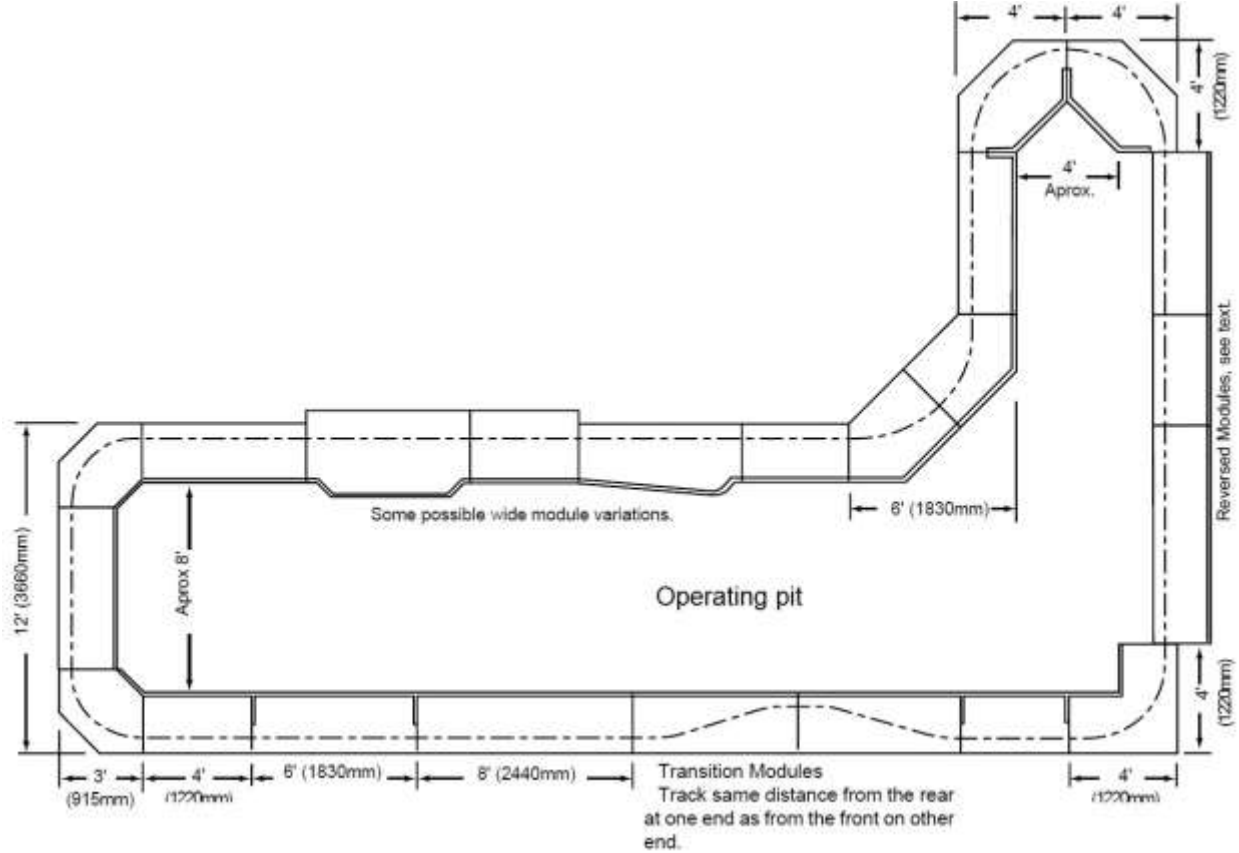 4'
4'
4'
(1220mm)
4'
Aprox.
Reversed Modules, see text.
6' (1830mm)
Some possible wide module variations.
12' (3660mm)
Aprox 8'
Operating pit
4'
(1220mm)
3'
(915mm)
4'
(1220mm)
6' (1830mm)
8' (2440mm)
Transition Modules
Track same distance from the rear
at one end as from the front on other
end.
4'
(1220mm)